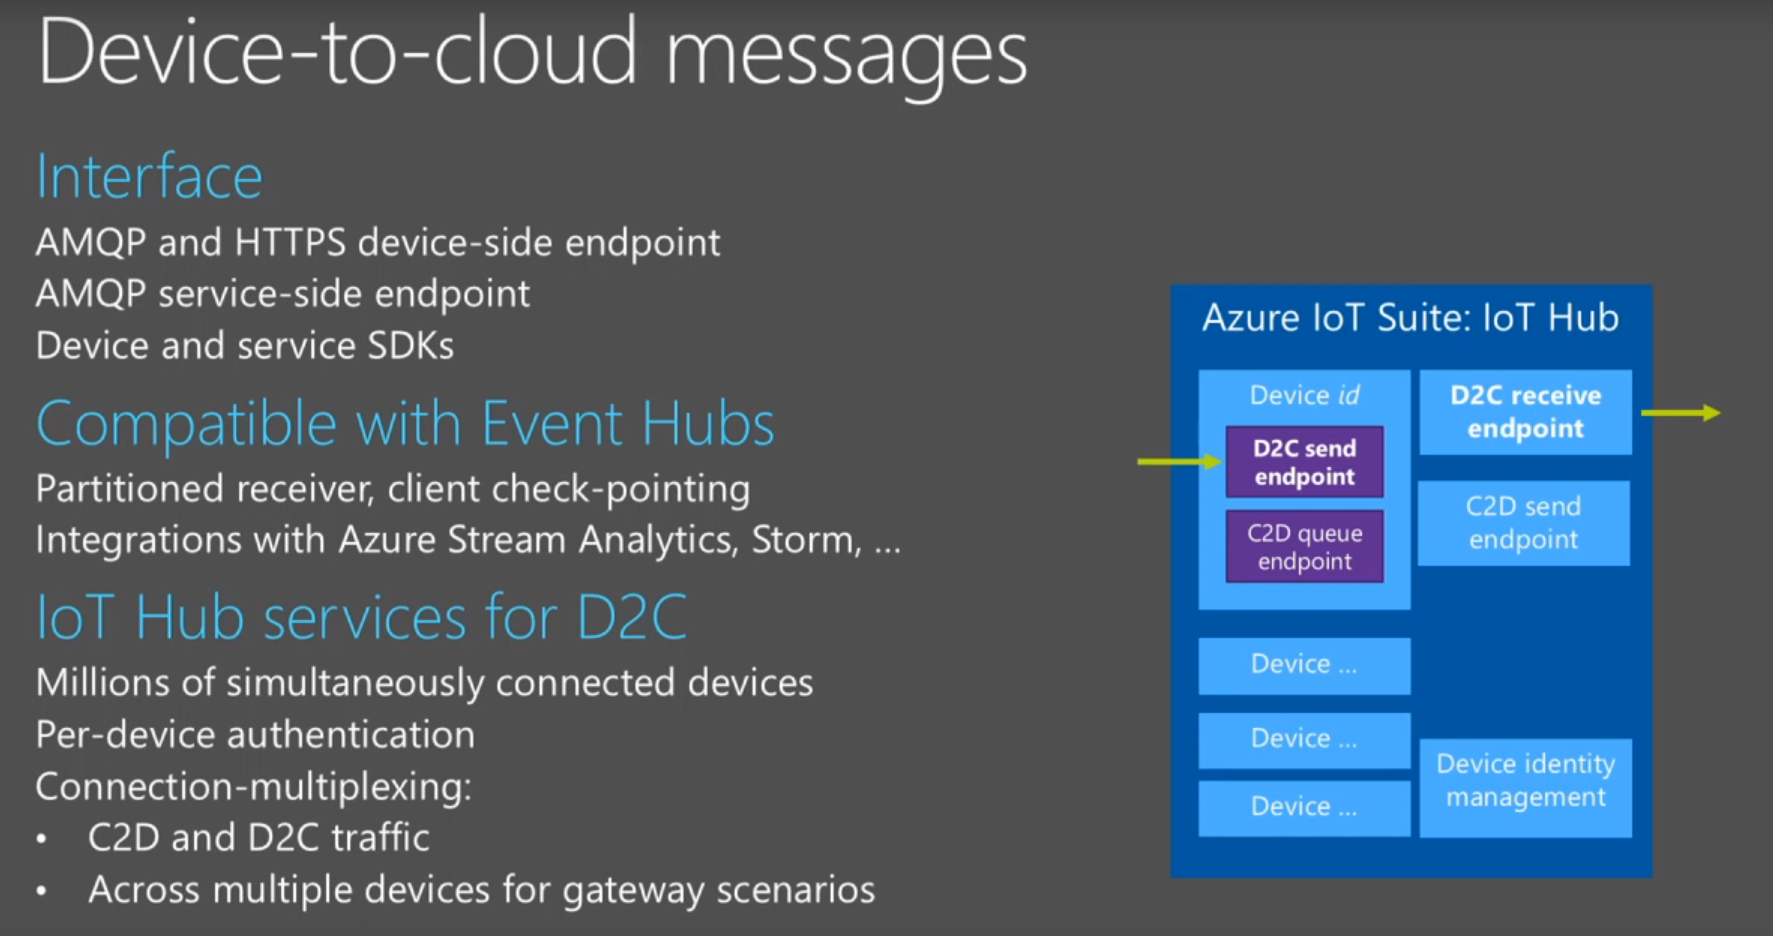 Device-to-cloud messages
Interface
AMQP and HTTPS device-side endpoint
AMQP service-side endpoint
Device and service SDKs
Compatible with Event Hubs
Partitioned receiver, client check-pointing
Integrations with Azure Stream Analytics, Storm, ...
IoT Hub services for D2C
Millions of simultaneously connected devices
Per-device authentication
Connection-multiplexing:
• C2D and D2C traffic
• Across multiple devices for gateway scenarios
Azure IoT Suite: IoT Hub
Device id
D2C send
endpoint
C2D queue
endpoint
D2C receive
endpoint
C2D send
endpoint
Device ...
Device ...
Device ...
Device identity
management